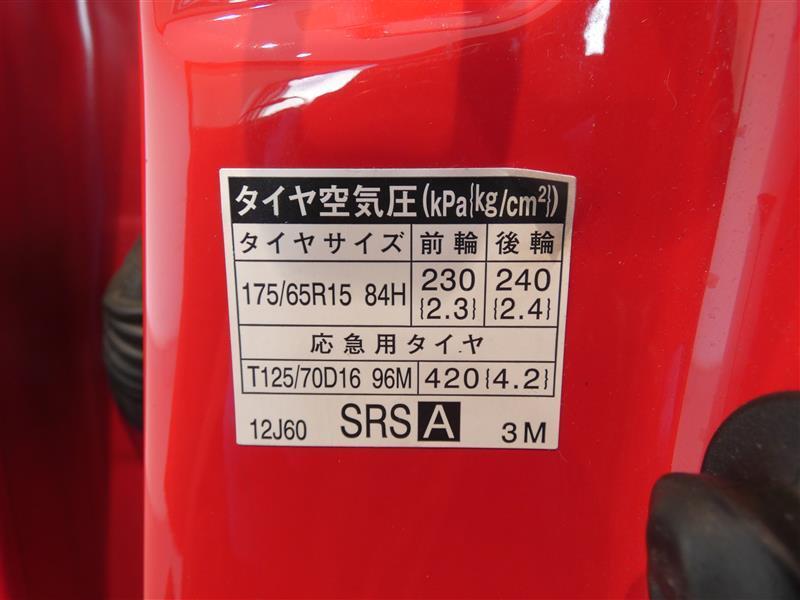 タイヤ空気圧(kPa{kg/cm²})
タイヤサイズ 前輪 後輪
175/65R15 84H 230 {2.3} 240 {2.4}
応急用タイヤ
T125/70D16 96M 420{4.2}
12J60 SRS A 3M